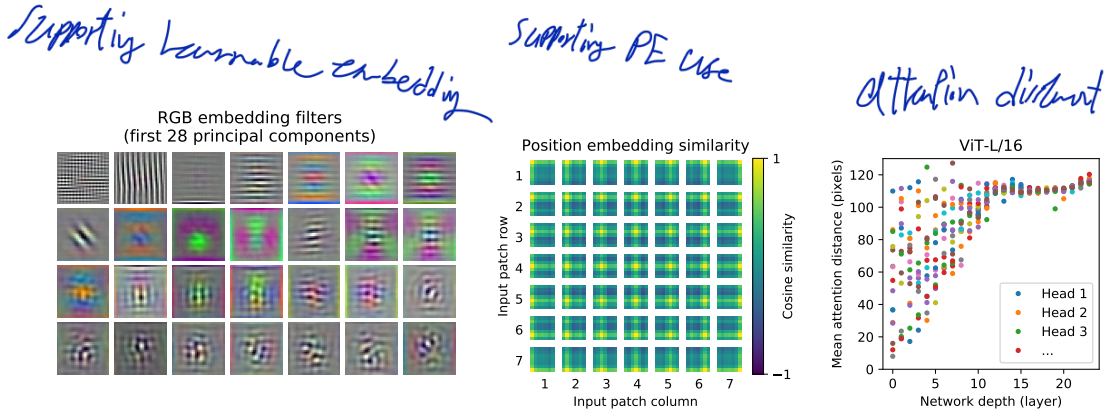 Supporting Learnable embedding
Supporting PE use
attention distant
RGB embedding filters
(first 28 principal components)
Position embedding similarity
Input patch row
1
2
3
4
5
6
7
1 2 3 4 5 6 7
Input patch column
1
−1
Cosine similarity
ViT-L/16
Mean attention distance (pixels)
120
100
80
60
40
20
0
Head 1
Head 2
Head 3
...
0 5 10 15 20
Network depth (layer)